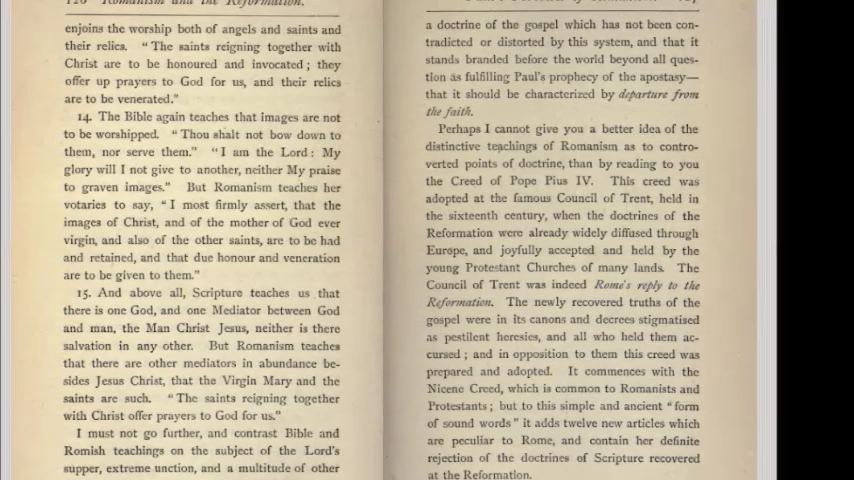 Romanism and the Reformation.
enjoins the worship both of angels and saints and
their relics. "The saints reigning together with
Christ are to be honoured and invocated; they
offer up prayers to God for us, and their relics
are to be venerated."
14. The Bible again teaches that images are not
to be worshipped. "Thou shalt not bow down to
them, nor serve them." "I am the Lord: My
glory will I not give to another, neither My praise
to graven images." But Romanism teaches her
votaries to say, "I most firmly assert, that the
images of Christ, and of the mother of God ever
virgin, and also of the other saints, are to be had
and retained, and that due honour and veneration
are to be given to them."
15. And above all, Scripture teaches us that
there is one God, and one Mediator between God
and man, the Man Christ Jesus, neither is there
salvation in any other. But Romanism teaches
that there are other mediators in abundance be-
sides Jesus Christ, that the Virgin Mary and the
saints are such. "The saints reigning together
with Christ offer prayers to God for us."
I must not go further, and contrast Bible and
Romish teachings on the subject of the Lord's
supper, extreme unction, and a multitude of other
a doctrine of the gospel which has not been con-
tradicted or distorted by this system, and that it
stands branded before the world beyond all ques-
tion as fulfilling Paul's prophecy of the apostasy—
that it should be characterized by departure from
the faith.
Perhaps I cannot give you a better idea of the
distinctive teachings of Romanism as to contro-
verted points of doctrine, than by reading to you
the Creed of Pope Pius IV. This creed was
adopted at the famous Council of Trent, held in
the sixteenth century, when the doctrines of the
Reformation were already widely diffused through
Europe, and joyfully accepted and held by the
young Protestant Churches of many lands. The
Council of Trent was indeed Rome's reply to the
Reformation. The newly recovered truths of the
gospel were in its canons and decrees stigmatised
as pestilent heresies, and all who held them ac-
cursed; and in opposition to them this creed was
prepared and adopted. It commences with the
Nicene Creed, which is common to Romanists and
Protestants; but to this simple and ancient "form
of sound words" it adds twelve new articles which
are peculiar to Rome, and contain her definite
rejection of the doctrines of Scripture recovered
at the Reformation.